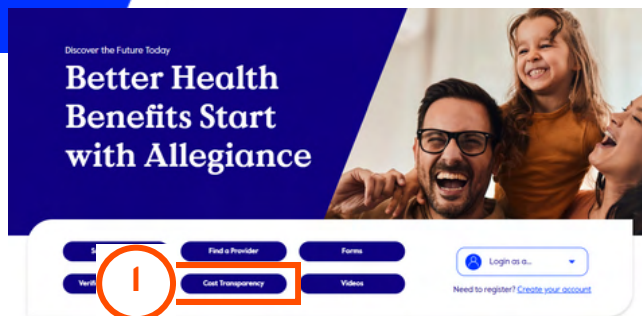 Discover the Future Today
Better Health
Benefits Start
with Allegiance
Find a Provider
Forms
Login as a...
1
Cost Transparency
Videos
Need to register? Create your account